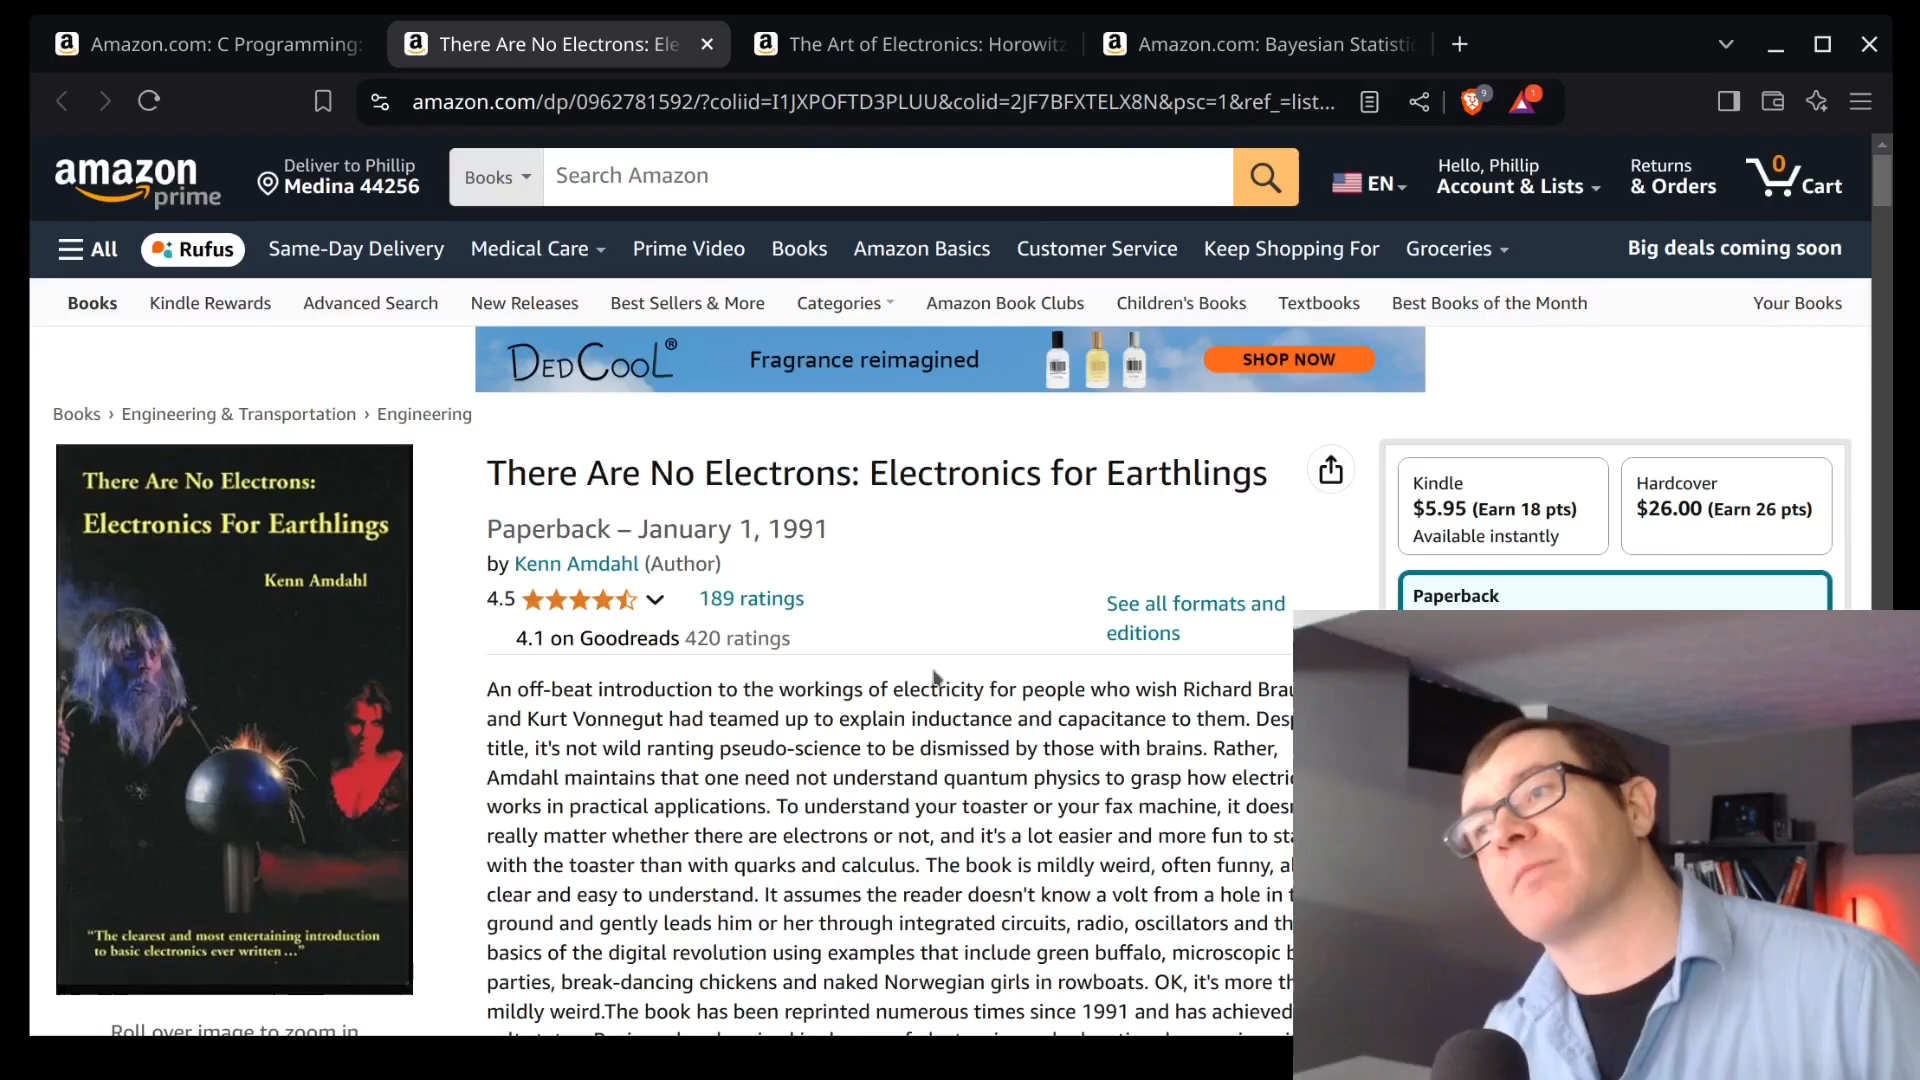 Amazon.com: C Programming:
There Are No Electrons: Ele
The Art of Electronics: Horowitz
Amazon.com: Bayesian Statistic
amazon.com/dp/0962781592/?coliid=I1JXPOFTD3PLUU&colid=2JF7BFXTELX8N&psc=1&ref_=list...
9
1
amazon
prime
Deliver to Phillip
Medina 44256
Books
Search Amazon
EN
Hello, Phillip
Account & Lists
Returns
& Orders
0
Cart
All
Rufus
Same-Day Delivery
Medical Care
Prime Video
Books
Amazon Basics
Customer Service
Keep Shopping For
Groceries
Big deals coming soon
Books
Kindle Rewards
Advanced Search
New Releases
Best Sellers & More
Categories
Amazon Book Clubs
Children's Books
Textbooks
Best Books of the Month
Your Books
DEDCOOL®
Fragrance reimagined
SHOP NOW
Books › Engineering & Transportation › Engineering
There Are No Electrons:
Electronics For Earthlings
Kenn Amdahl
"The clearest and most entertaining introduction
to basic electronics ever written..."
Roll over image to zoom in
There Are No Electrons: Electronics for Earthlings
Paperback – January 1, 1991
by Kenn Amdahl (Author)
4.5
189 ratings
4.1 on Goodreads 420 ratings
See all formats and
editions
An off-beat introduction to the workings of electricity for people who wish Richard Brau
and Kurt Vonnegut had teamed up to explain inductance and capacitance to them. Desp
title, it's not wild ranting pseudo-science to be dismissed by those with brains. Rather,
Amdahl maintains that one need not understand quantum physics to grasp how electric
works in practical applications. To understand your toaster or your fax machine, it doesn
really matter whether there are electrons or not, and it's a lot easier and more fun to sta
with the toaster than with quarks and calculus. The book is mildly weird, often funny, al
clear and easy to understand. It assumes the reader doesn't know a volt from a hole in t
ground and gently leads him or her through integrated circuits, radio, oscillators and th
basics of the digital revolution using examples that include green buffalo, microscopic b
parties, break-dancing chickens and naked Norwegian girls in rowboats. OK, it's more th
mildly weird.The book has been reprinted numerous times since 1991 and has achieved
Kindle
$5.95 (Earn 18 pts)
Available instantly
Hardcover
$26.00 (Earn 26 pts)
Paperback